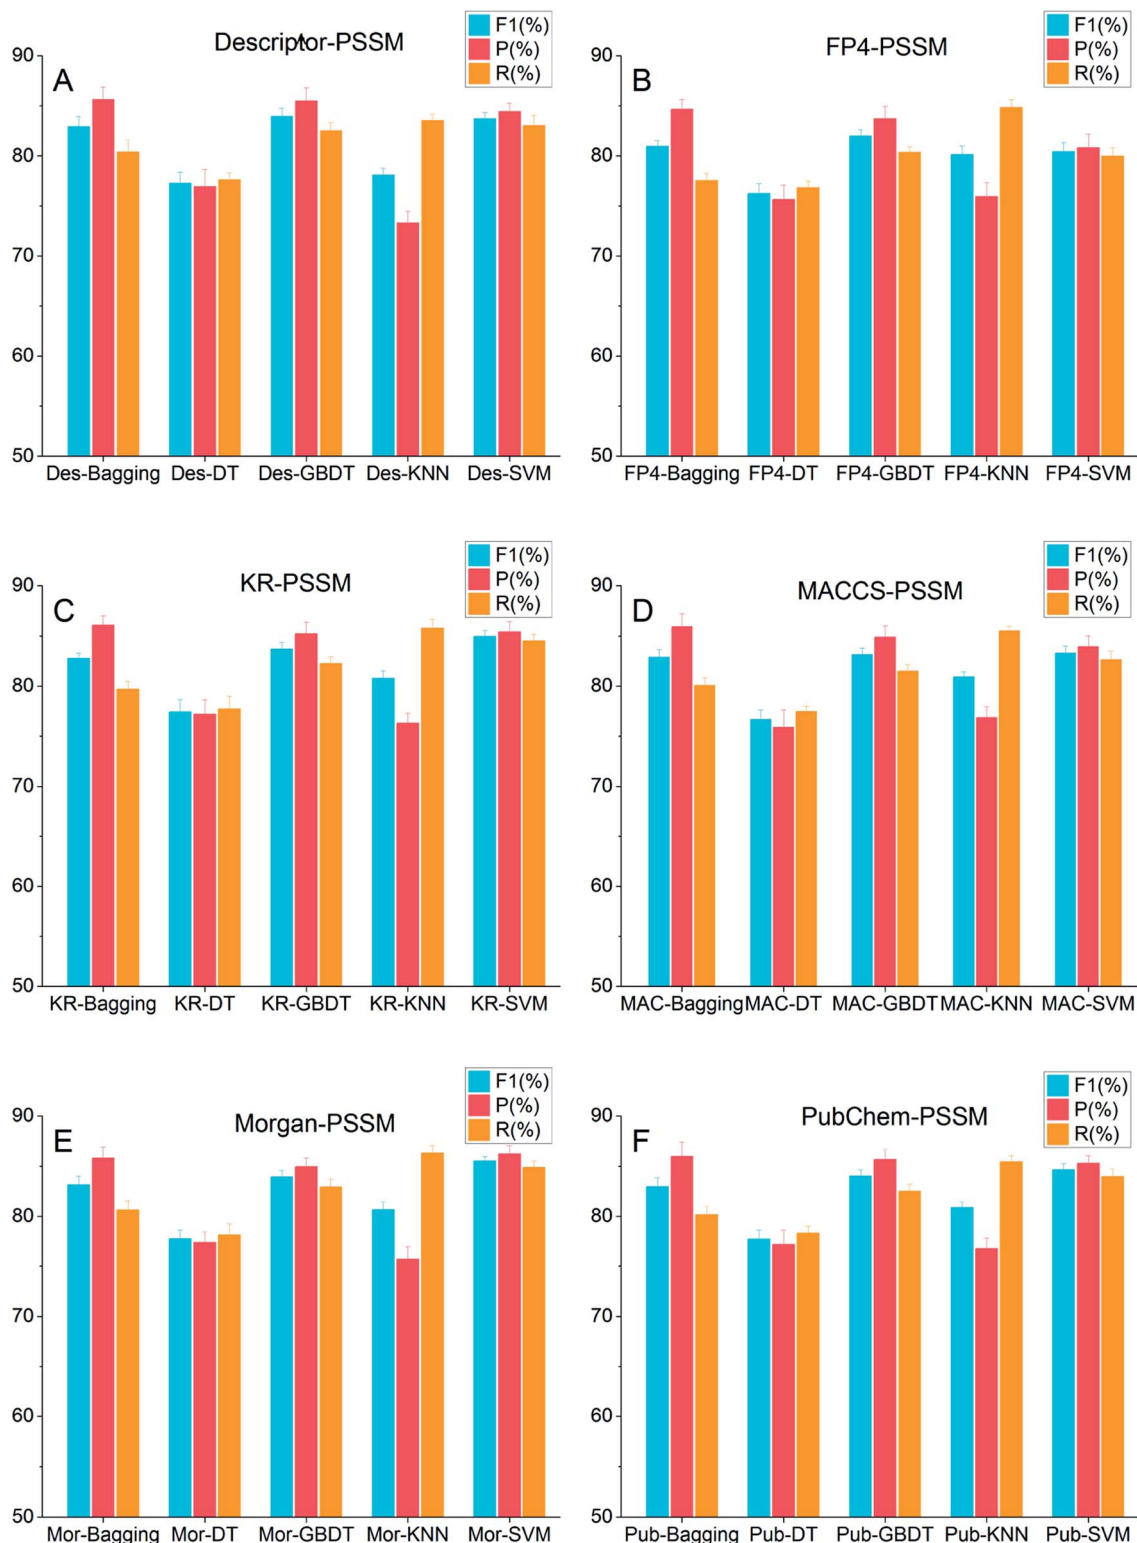 Descriptor-PSSM
F1(%)
P(%)
R(%)
A
90
80
70
60
50
Des-Bagging Des-DT Des-GBDT Des-KNN Des-SVM
FP4-PSSM
F1(%)
P(%)
R(%)
B
90
80
70
60
50
FP4-Bagging FP4-DT FP4-GBDT FP4-KNN FP4-SVM
KR-PSSM
F1(%)
P(%)
R(%)
C
90
80
70
60
50
KR-Bagging KR-DT KR-GBDT KR-KNN KR-SVM
MACCS-PSSM
F1(%)
P(%)
R(%)
D
90
80
70
60
50
MAC-Bagging MAC-DT MAC-GBDT MAC-KNN MAC-SVM
Morgan-PSSM
F1(%)
P(%)
R(%)
E
90
80
70
60
50
Mor-Bagging Mor-DT Mor-GBDT Mor-KNN Mor-SVM
PubChem-PSSM
F1(%)
P(%)
R(%)
F
90
80
70
60
50
Pub-Bagging Pub-DT Pub-GBDT Pub-KNN Pub-SVM